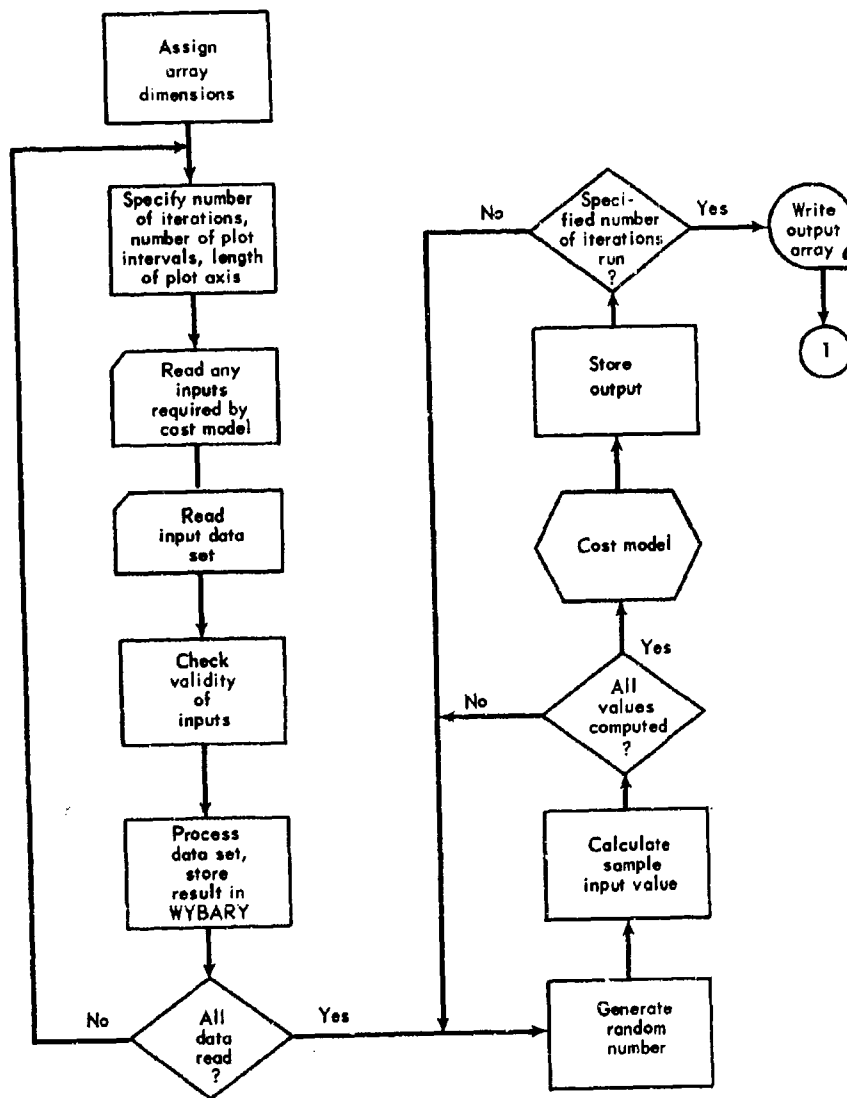 Assign
array
dimensions
Specify number
of iterations,
number of plot
intervals, length
of plot axis
Read any
inputs
required by
cost model
Read
input data
set
Check
validity
of
inputs
Process
data set,
store
result in
WYBARY
No
All
data
read
?
Yes
Generate
random
number
Calculate
sample
input value
No
All
values
computed
?
Yes
Cost model
Store
output
No
Speci-
fied number
of iterations
run
?
Yes
Write
output
array
1